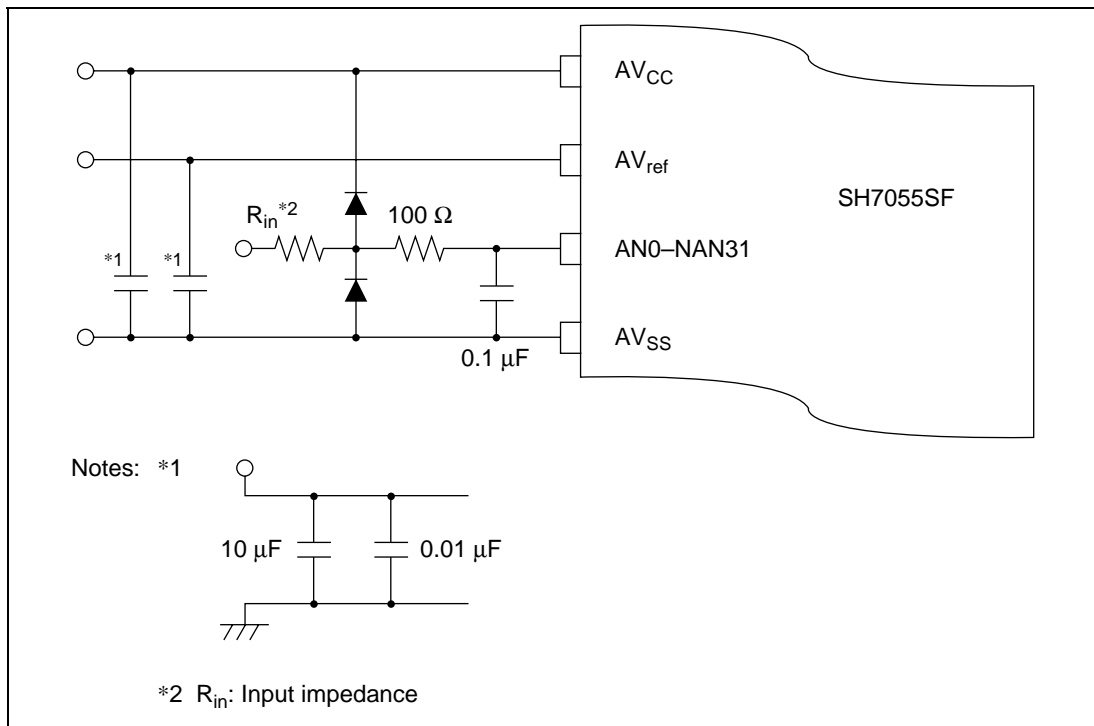 AVCC
AVref
SH7055SF
Rin*2
100 Ω
*1
*1
AN0–NAN31
AVSS
0.1 μF
Notes: *1
10 μF
0.01 μF
*2 Rin: Input impedance